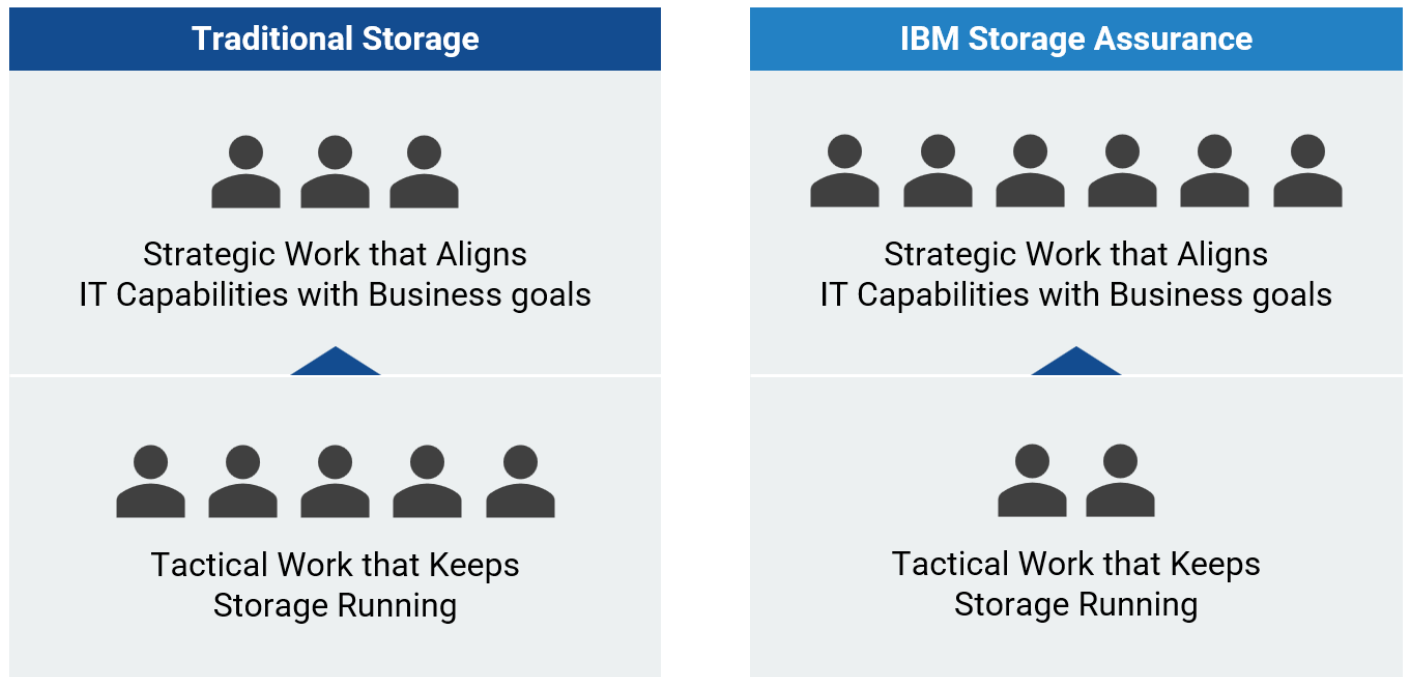 Traditional Storage
Strategic Work that Aligns
IT Capabilities with Business goals
Tactical Work that Keeps
Storage Running
IBM Storage Assurance
Strategic Work that Aligns
IT Capabilities with Business goals
Tactical Work that Keeps
Storage Running